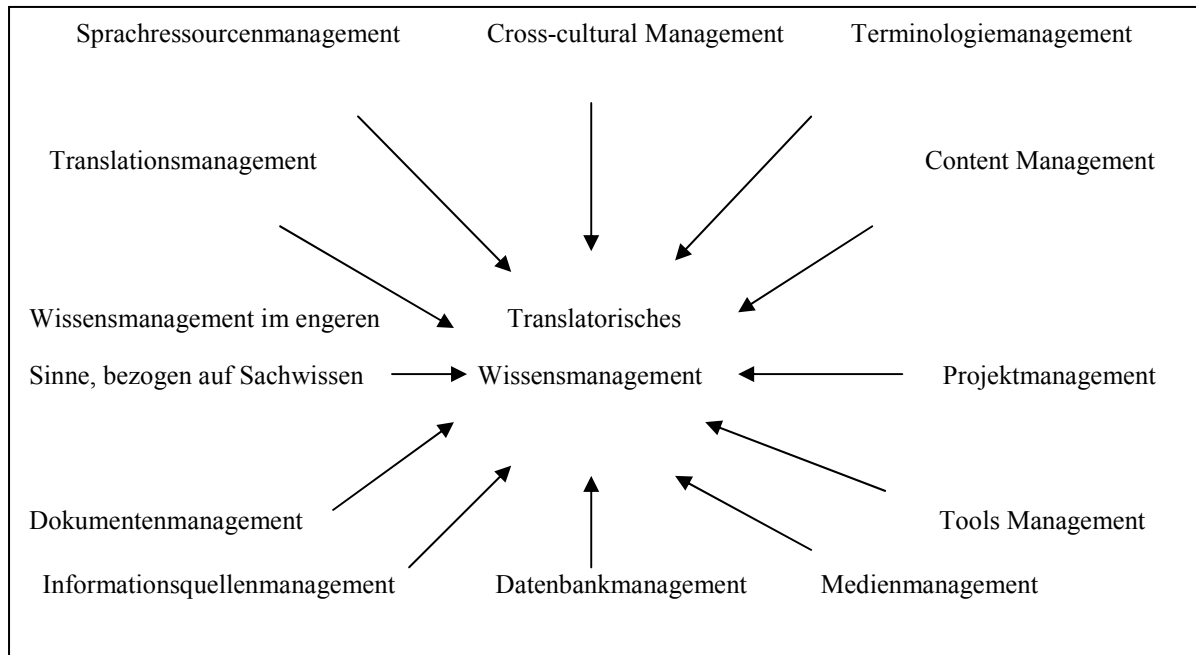 Sprachressourcenmanagement Cross-cultural Management Terminologiemanagement
Translationsmanagement Content Management
Wissensmanagement im engeren Translatorisches
Sinne, bezogen auf Sachwissen Wissensmanagement Projektmanagement
Dokumentenmanagement Tools Management
Informationsquellenmanagement Datenbankmanagement Medienmanagement